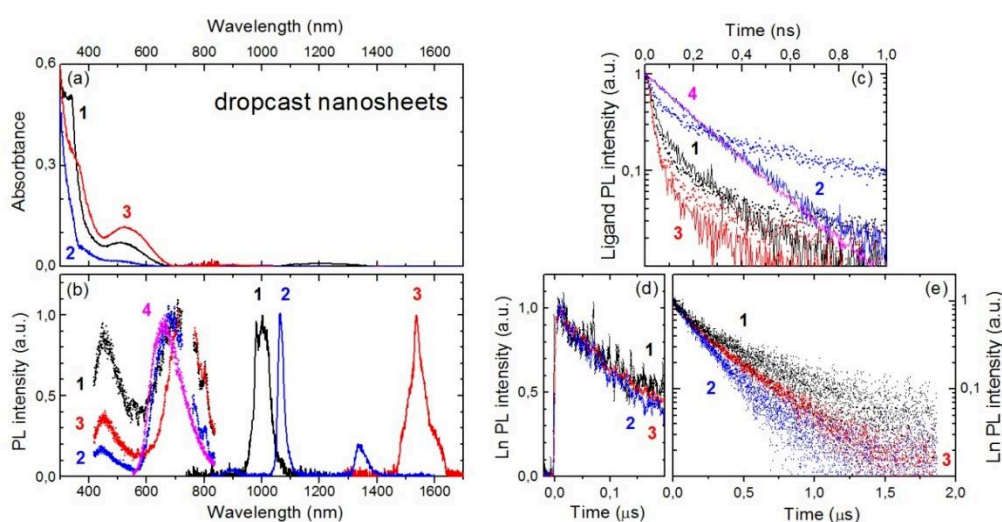 Wavelength (nm)
400 600 800 1000 1200 1400 1600
0,6
(a)
1
dropcast nanosheets
Absorbtance
0,3
3
2
0,0
(b)
1 2 3
4
1,0
PL intensity (a.u.)
0,5
1
3
2
0,0
400 600 800 1000 1200 1400 1600
Wavelength (nm)
Time (ns)
0,0 0,2 0,4 0,6 0,8 1,0
1
(c)
4
Ligand PL intensity (a.u.)
0,1
1
2
3
(d)
1,0
Ln PL intensity (a.u.)
0,5
1
2 3
0,0
0,0 0,1
Time (μs)
(e)
1
1
2
0,1
3
Ln PL intensity (a.u.)
0,0 0,5 1,0 1,5 2,0
Time (μs)